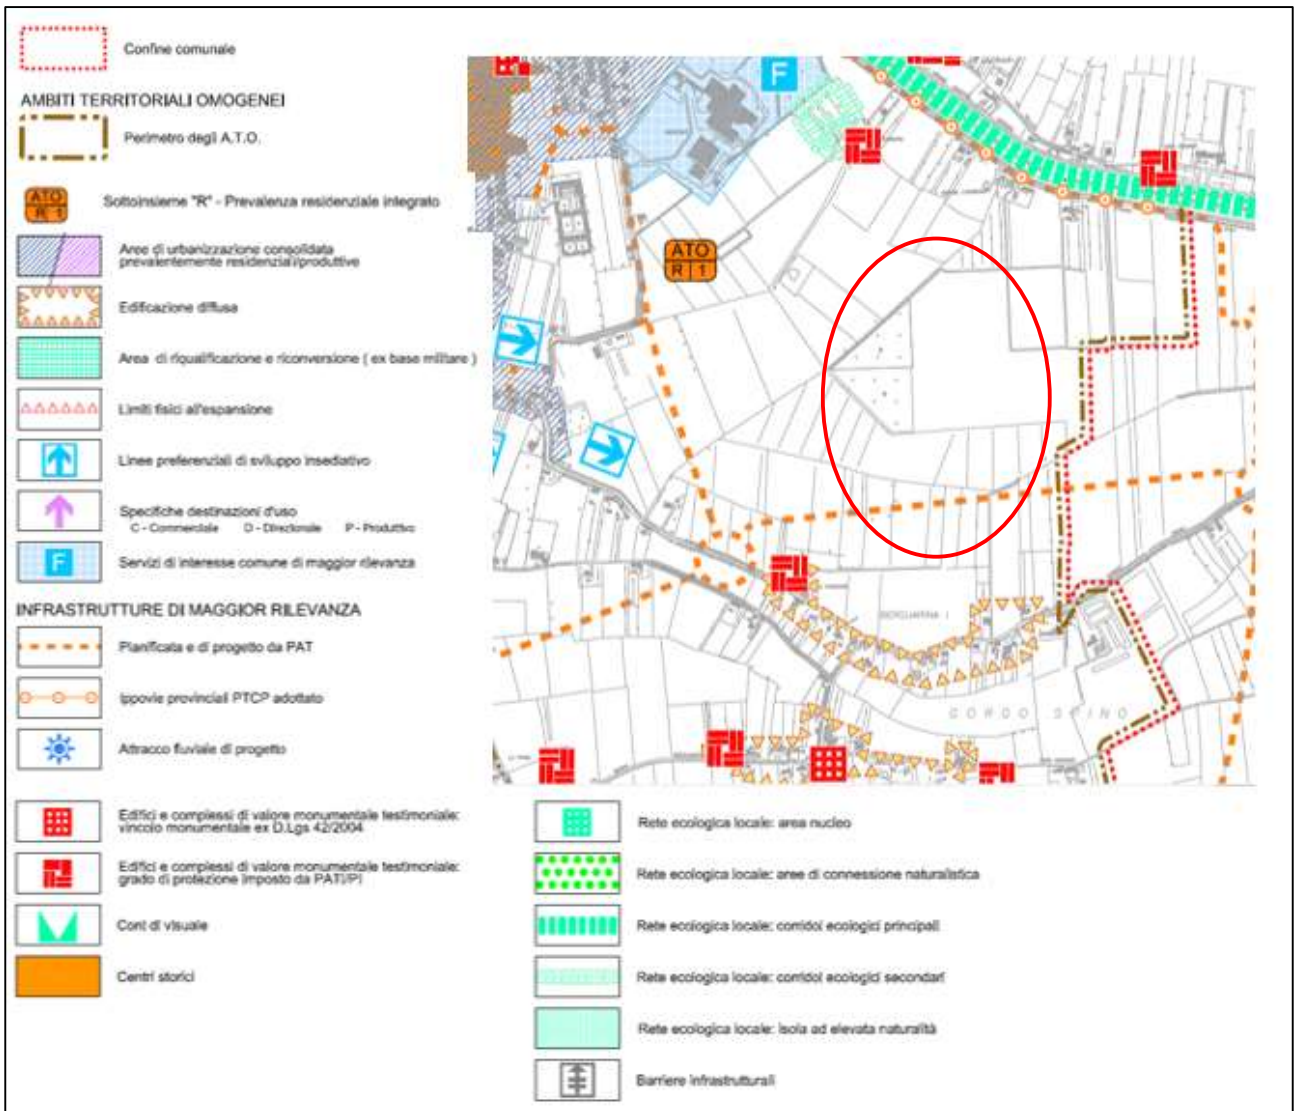 Confine comunale
AMBITI TERRITORIALI OMOGENEI
Perimetro degli A.T.O.
ATO
R 1
Sottoinsieme "R" - Prevalenza residenziale integrato
Aree di urbanizzazione consolidata
prevalentemente residenziali/produttive
Edificazione diffusa
Area di riqualificazione e riconversione ( ex base militare )
Limiti fisici all'espansione
Linee preferenziali di sviluppo insediativo
Specifiche destinazioni d'uso
C - Commerciale D - Direzionale P - Produttivo
F
Servizi di interesse comune di maggior rilevanza
INFRASTRUTTURE DI MAGGIOR RILEVANZA
Pianificata e di progetto da PAT
Ippovie provinciali PTCP adottato
Attracco fluviale di progetto
Edifici e complessi di valore monumentale testimoniale:
vincolo monumentale ex D.Lgs 42/2004
Edifici e complessi di valore monumentale testimoniale:
grado di protezione imposto da PATI/PI
Coni di visuale
Centri storici
F
ATO
R 1
GORGO SPINO
Rete ecologica locale: area nucleo
Rete ecologica locale: aree di connessione naturalistica
Rete ecologica locale: corridoi ecologici principali
Rete ecologica locale: corridoi ecologici secondari
Rete ecologica locale: isola ad elevata naturalità
Barriere infrastrutturali